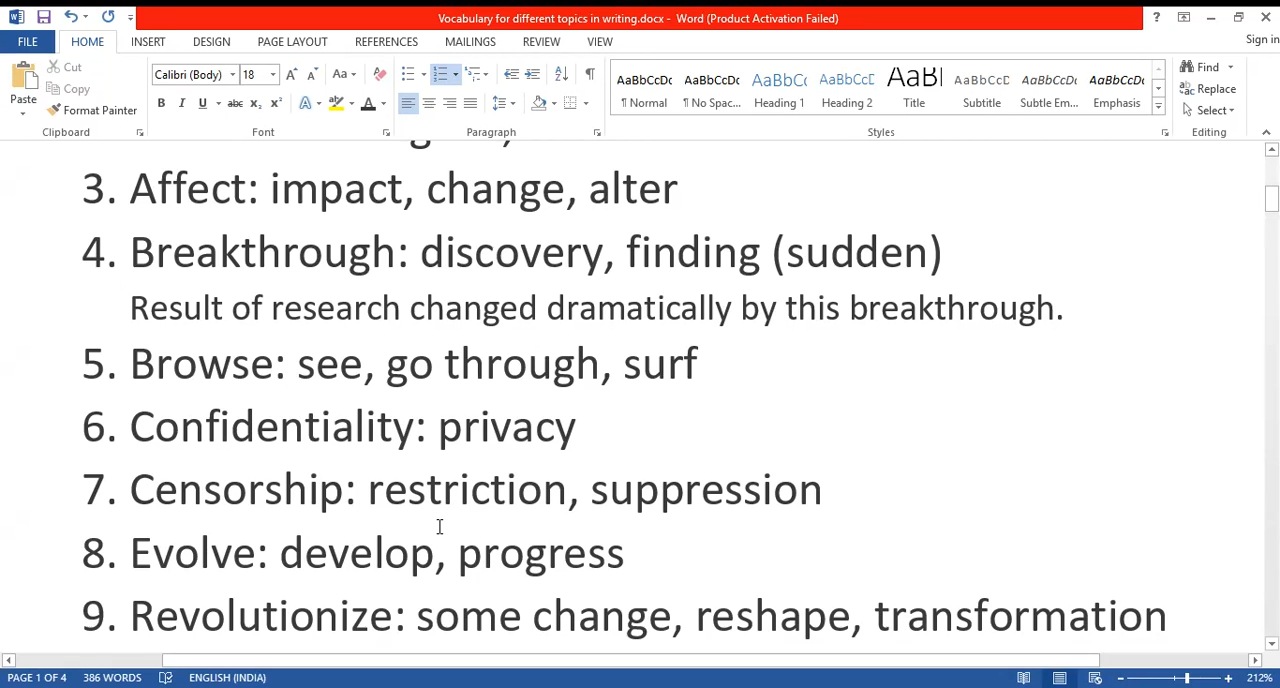 Vocabulary for different topics in writing.docx - Word (Product Activation Failed)
?
FILE HOME INSERT DESIGN PAGE LAYOUT REFERENCES MAILINGS REVIEW VIEW
Sign in
Paste
Cut
Copy
Format Painter
Calibri (Body) 18
AaBbCcDc AaBbCcDc AaBbCc AaBbCcC AaBb AaBbCcC AaBbCcDc AaBbCcDc
¶ Normal ¶ No Spac... Heading 1 Heading 2 Title Subtitle Subtle Em... Emphasis
Find
Replace
Select
Clipboard Font Paragraph Styles Editing
3. Affect: impact, change, alter
4. Breakthrough: discovery, finding (sudden)
Result of research changed dramatically by this breakthrough.
5. Browse: see, go through, surf
6. Confidentiality: privacy
7. Censorship: restriction, suppression
8. Evolve: develop, progress
9. Revolutionize: some change, reshape, transformation
PAGE 1 OF 4 386 WORDS ENGLISH (INDIA) 212%